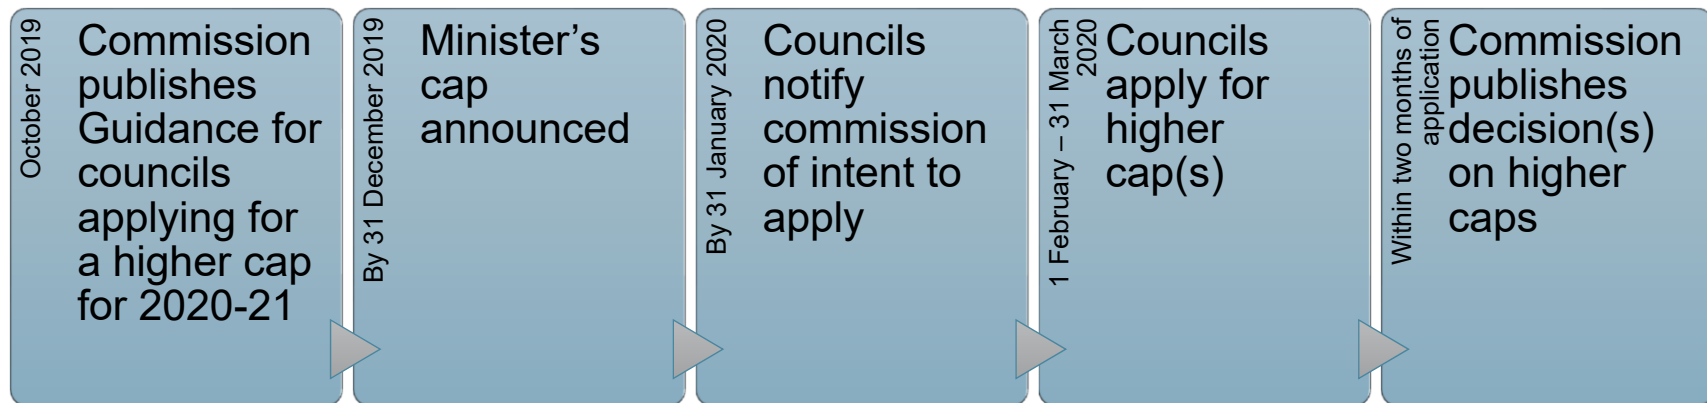 October 2019
Commission
publishes
Guidance for
councils
applying for
a higher cap
for 2020-21
By 31 December 2019
Minister’s
cap
announced
By 31 January 2020
Councils
notify
commission
of intent to
apply
1 February – 31 March
2020
Councils
apply for
higher
cap(s)
Within two months of
application
Commission
publishes
decision(s)
on higher
caps